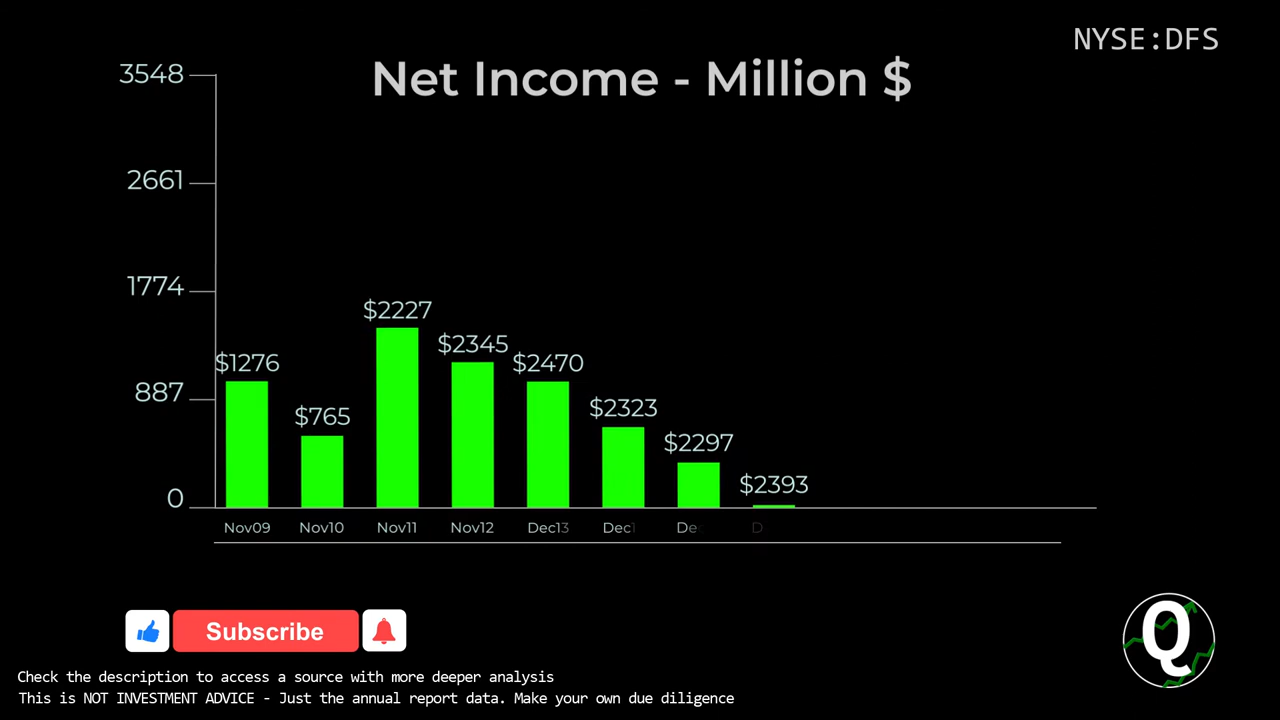 NYSE:DFS
Net Income - Million $
3548
2661
1774
887
0
$1276
$765
$2227
$2345
$2470
$2323
$2297
$2393
Nov09 Nov10 Nov11 Nov12 Dec13 Dec1 De D
Subscribe
Q
Check the description to access a source with more deeper analysis
This is NOT INVESTMENT ADVICE - Just the annual report data. Make your own due diligence